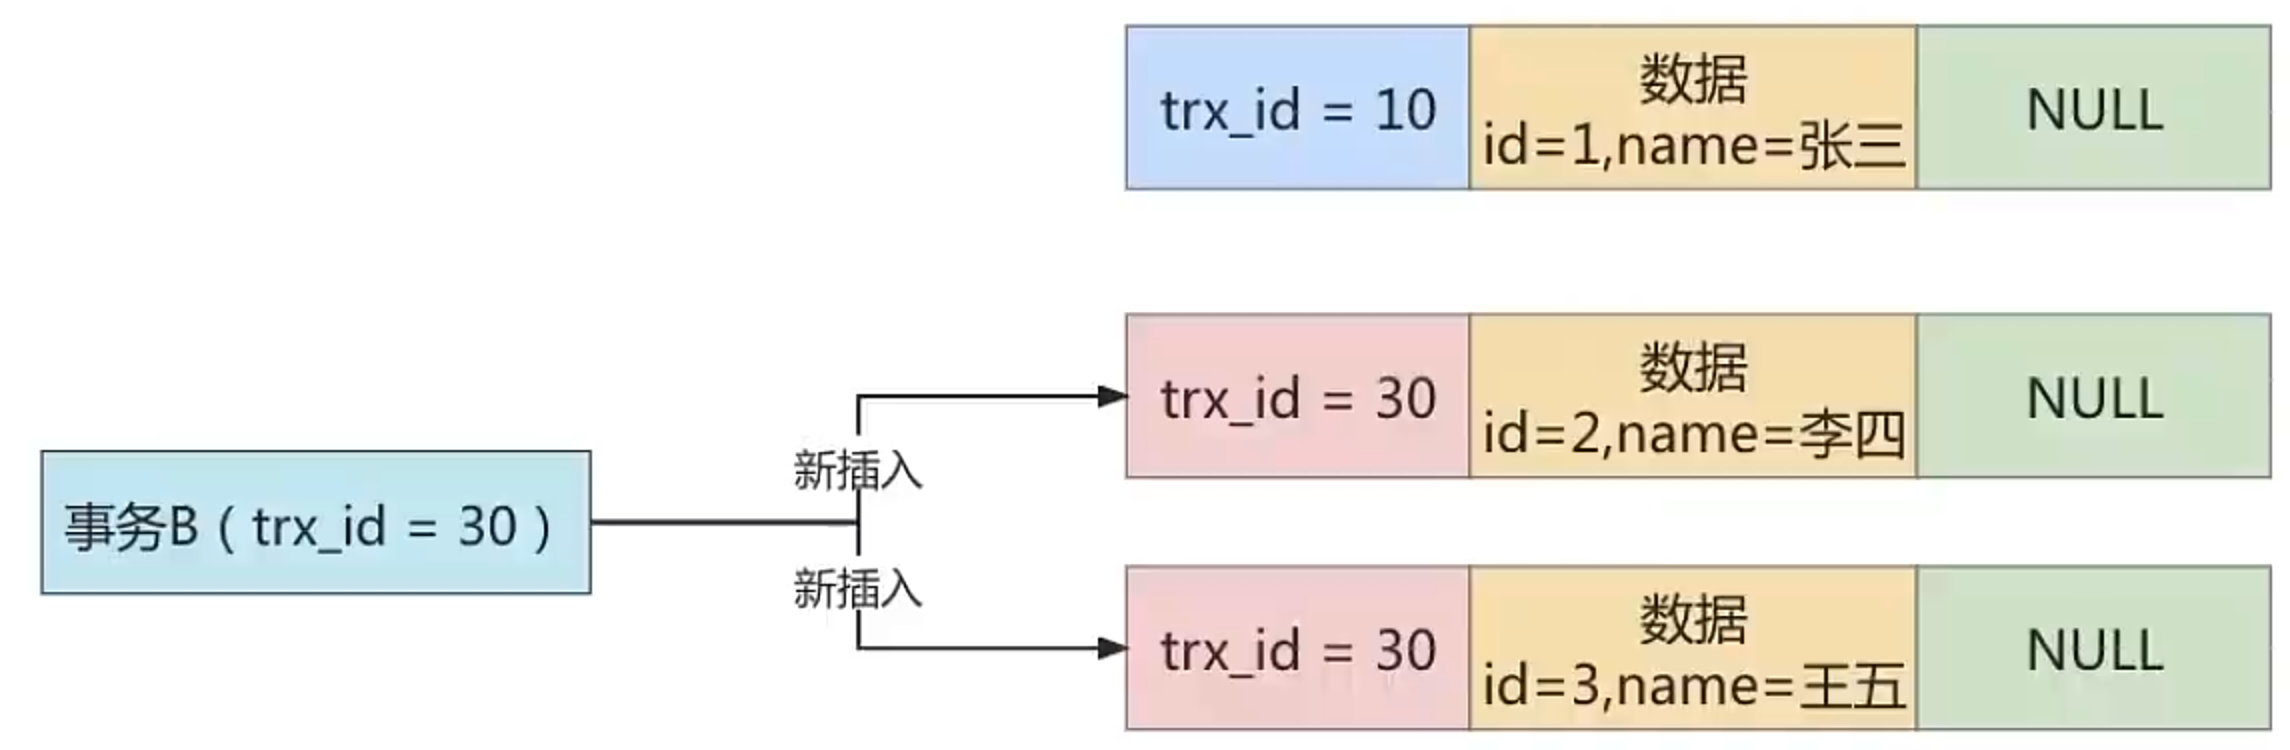 trx_id = 10
数据
id=1,name=张三
NULL
trx_id = 30
数据
id=2,name=李四
NULL
新插入
事务B ( trx_id = 30 )
新插入
trx_id = 30
数据
id=3,name=王五
NULL